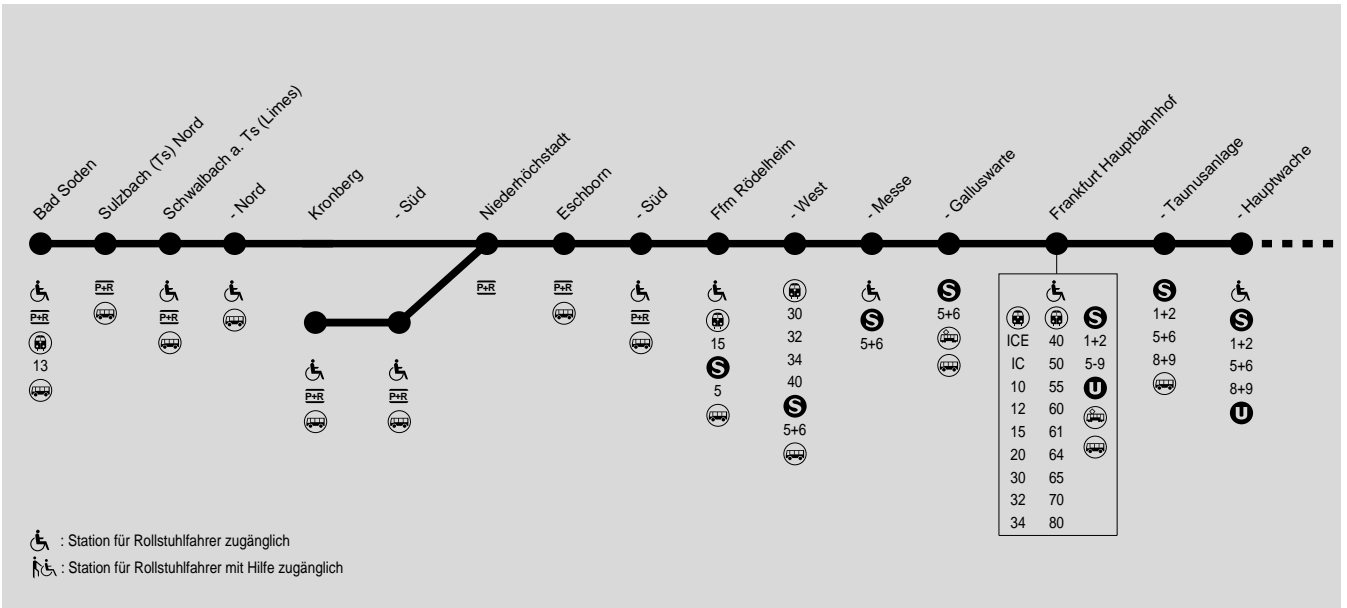 Bad Soden
Sulzbach (Ts) Nord
Schwalbach a. Ts (Limes)
- Nord
Kronberg
- Süd
Niederhöchstadt
Eschborn
- Süd
Ffm Rödelheim
- West
- Messe
- Galluswarte
Frankfurt Hauptbahnhof
- Taunusanlage
- Hauptwache
P+R
13
P+R
P+R
P+R
P+R
P+R
P+R
P+R
15
S
5
30
32
34
40
S
5+6
S
5+6
S
5+6
ICE
IC
10
12
15
20
30
32
34
40
50
55
60
61
64
65
70
80
S
1+2
5-9
U
S
1+2
5+6
8+9
S
1+2
5+6
8+9
U
: Station für Rollstuhlfahrer zugänglich
: Station für Rollstuhlfahrer mit Hilfe zugänglich